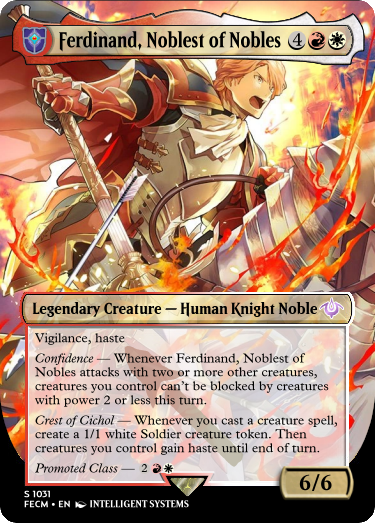 Ferdinand, Noblest of Nobles 4
Legendary Creature — Human Knight Noble
Vigilance, haste
Confidence — Whenever Ferdinand, Noblest of
Nobles attacks with two or more other creatures,
creatures you control can't be blocked by creatures
with power 2 or less this turn.
Crest of Cichol — Whenever you cast a creature spell,
create a 1/1 white Soldier creature token. Then
creatures you control gain haste until end of turn.
Promoted Class — 2
6/6
S 1031
FECM • EN INTELLIGENT SYSTEMS